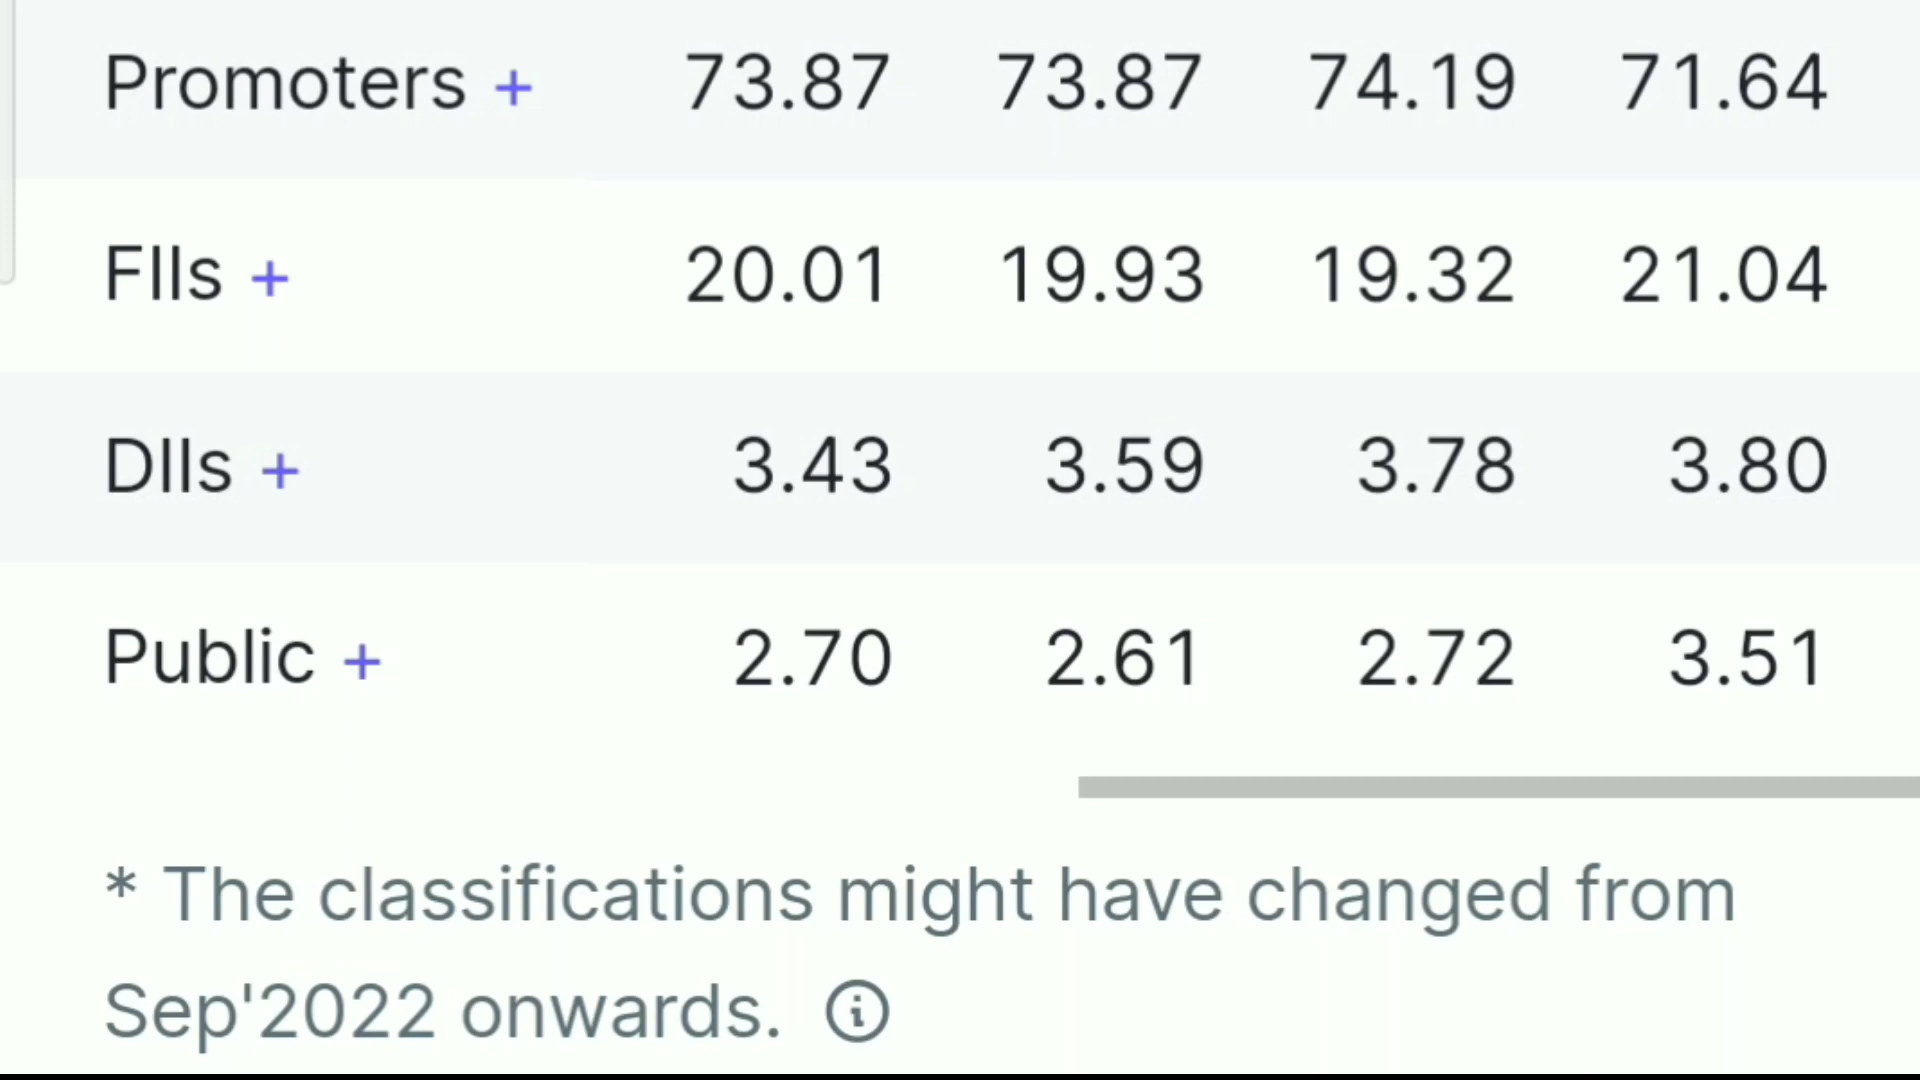 Promoters + 73.87 73.87 74.19 71.64
FIIs + 20.01 19.93 19.32 21.04
DIIs + 3.43 3.59 3.78 3.80
Public + 2.70 2.61 2.72 3.51
* The classifications might have changed from
Sep'2022 onwards.